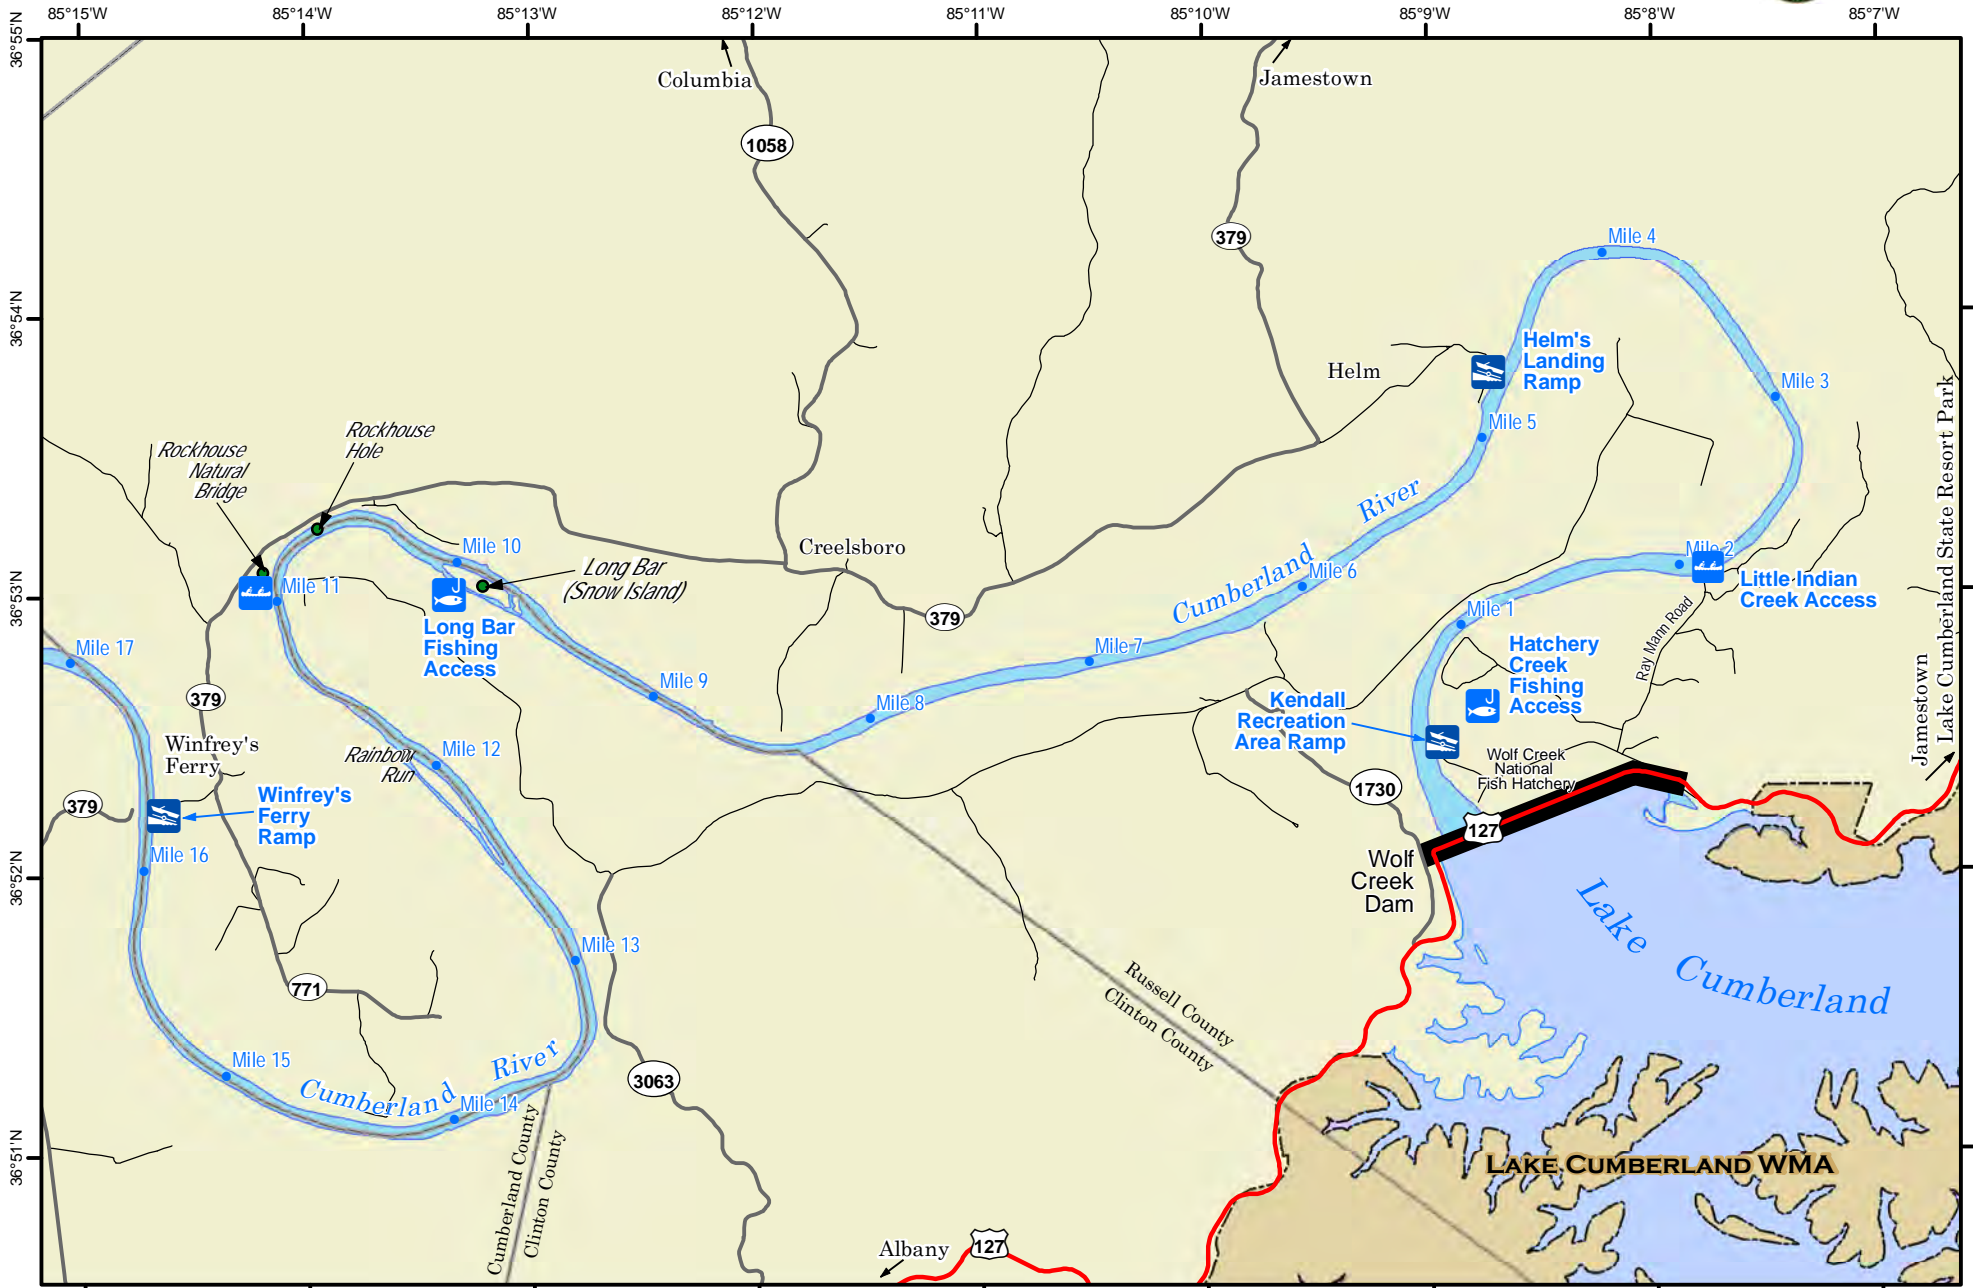 85°15'W
85°14'W
85°13'W
85°12'W
85°11'W
85°10'W
85°9'W
85°8'W
85°7'W
36°55'N
36°54'N
36°53'N
36°52'N
36°51'N
Columbia
Jamestown
1058
379
Mile 4
Helm's
Landing
Ramp
Helm
Mile 3
Mile 5
Rockhouse
Hole
Rockhouse
Natural
Bridge
River
Cumberland
Mile 10
Creelsboro
Long Bar
(Snow Island)
Mile 2
Mile 6
Mile 11
Little Indian
Creek Access
Mile 1
379
Long Bar
Fishing
Access
Hatchery
Creek
Fishing
Access
Ray Mann Road
Mile 17
Mile 7
Mile 9
Mile 8
379
Kendall
Recreation
Area Ramp
Jamestown
Lake Cumberland State Resort Park
Winfrey's
Ferry
Rainbow
Run
Mile 12
Wolf Creek
National
Fish Hatchery
1730
379
Winfrey's
Ferry
Ramp
127
Mile 16
Wolf
Creek
Dam
Lake Cumberland
Mile 13
771
Russell County
Clinton County
Mile 15
Cumberland River
3063
Mile 14
Cumberland County
Clinton County
LAKE CUMBERLAND WMA
Albany
127